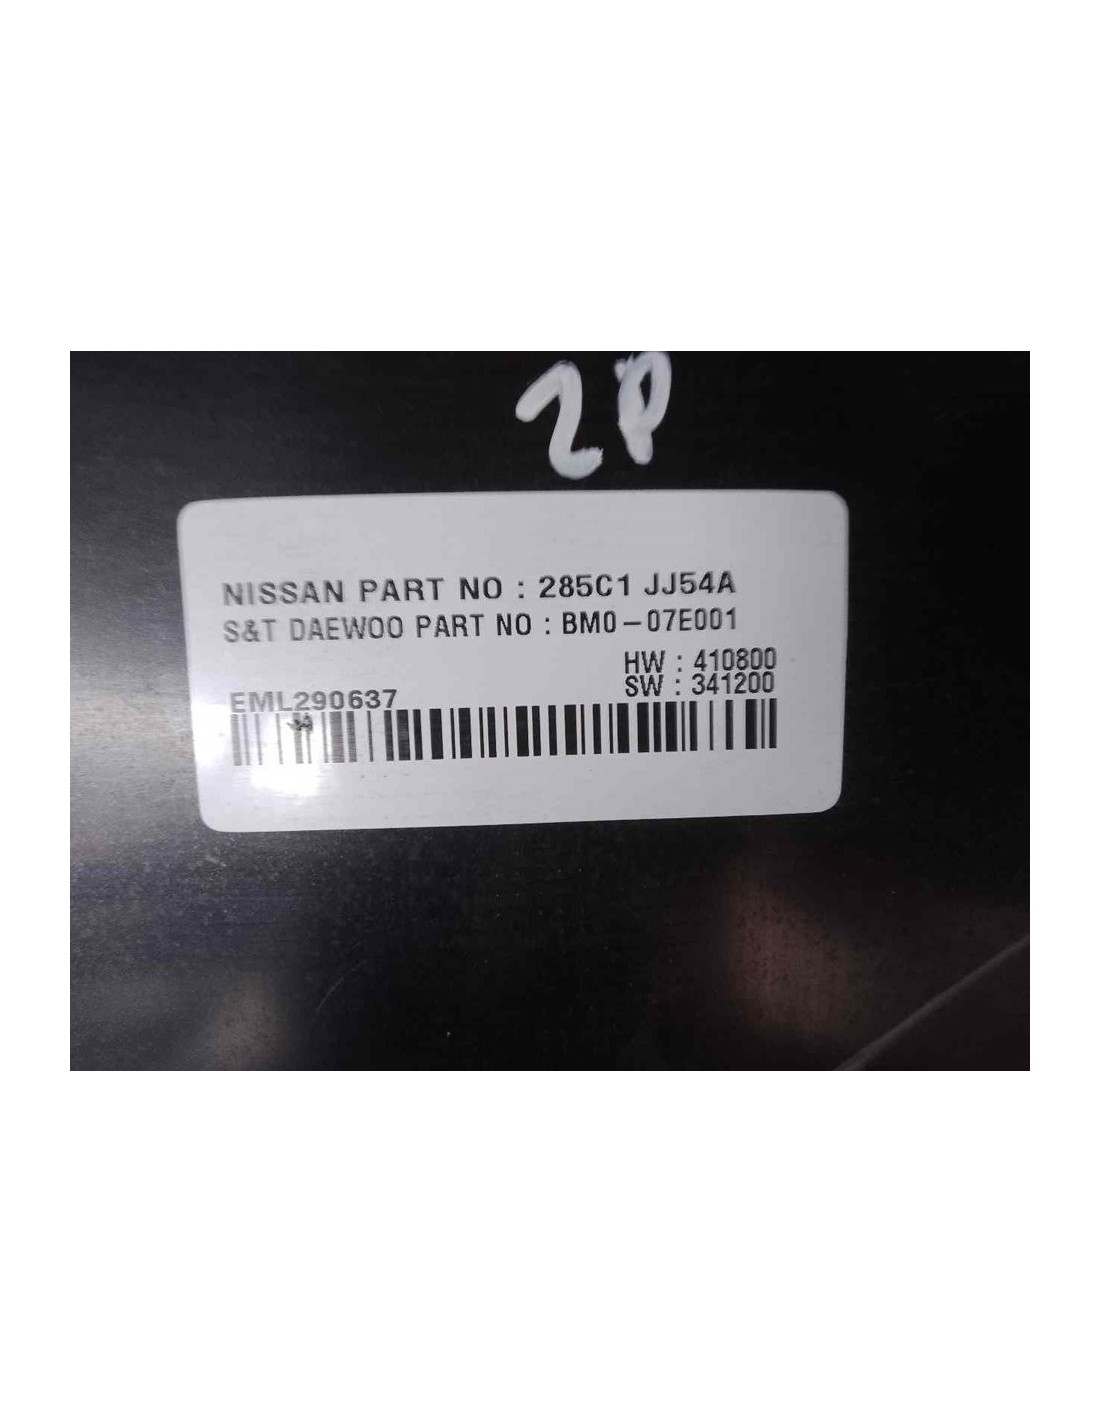 2P
NISSAN PART NO : 285C1 JJ54A
S&T DAEWOO PART NO : BM0-07E001
HW : 410800
SW : 341200
EML290637